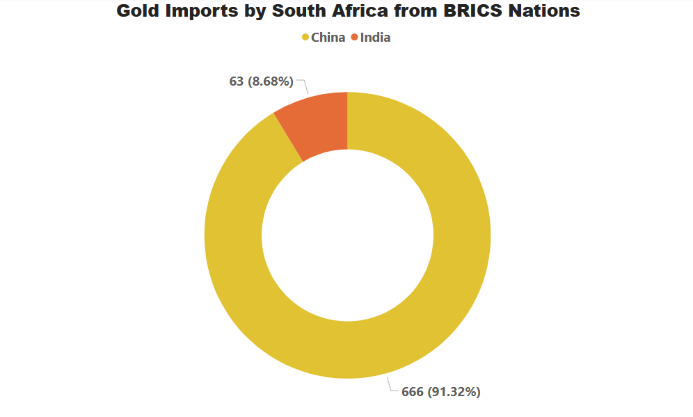 Gold Imports by South Africa from BRICS Nations
China India
63 (8.68%)
666 (91.32%)